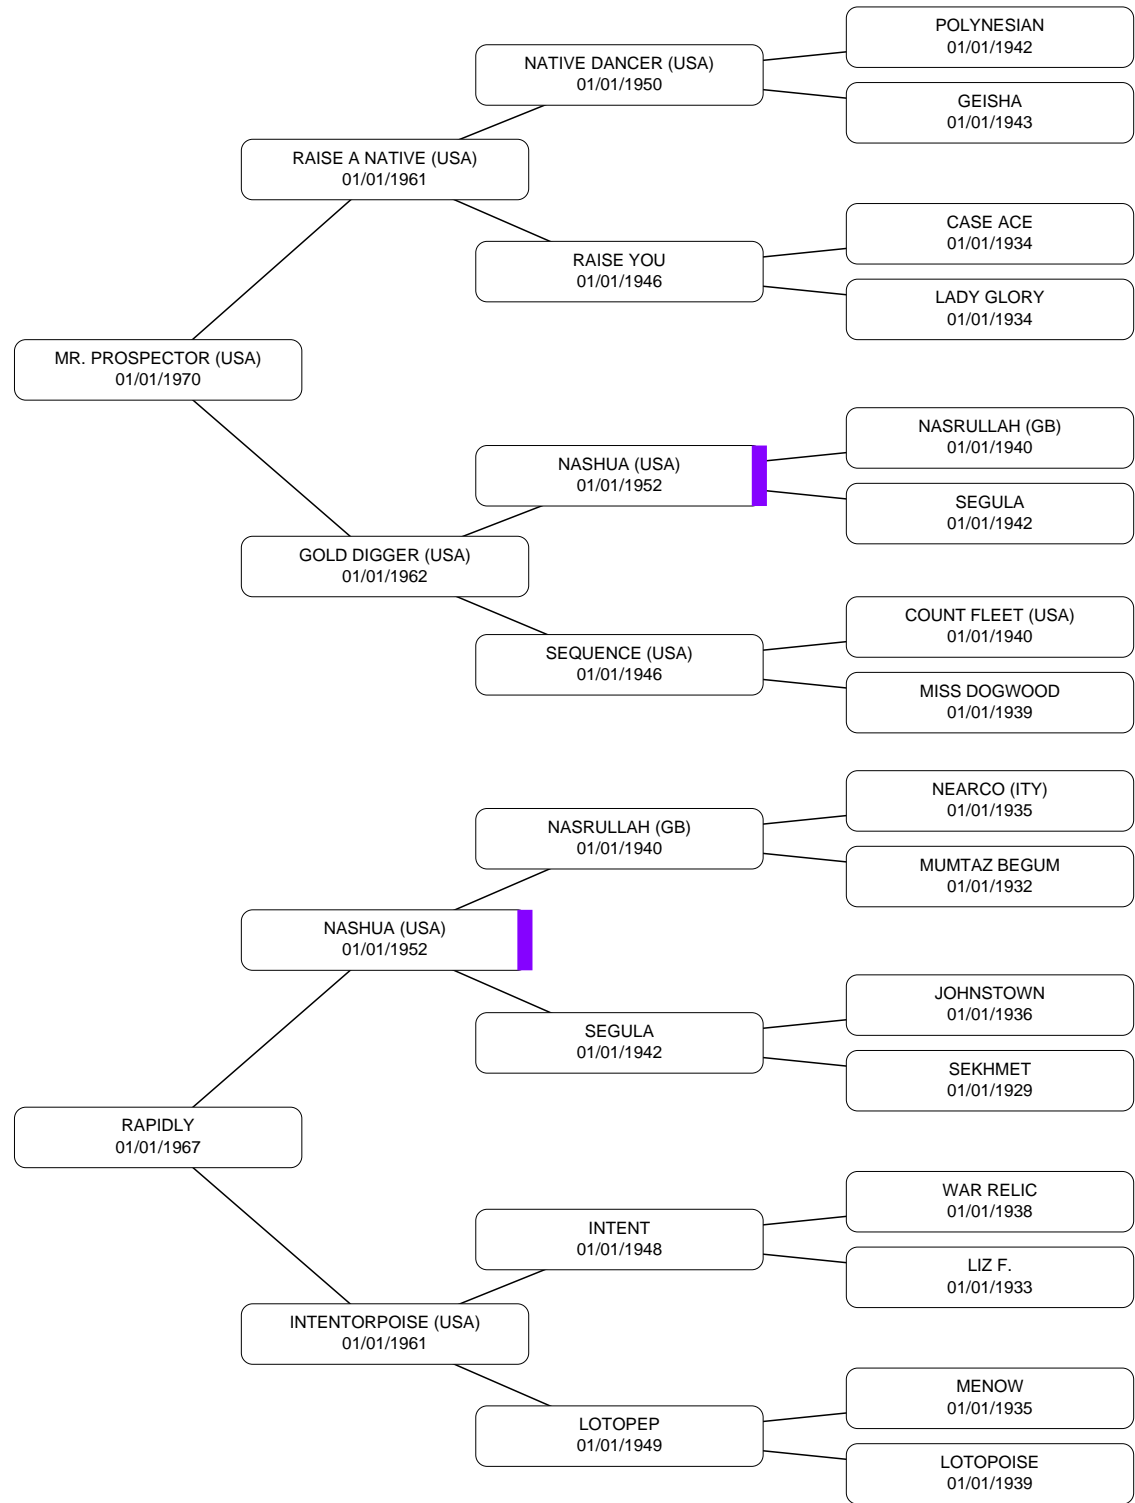 POLYNESIAN
01/01/1942
NATIVE DANCER (USA)
01/01/1950
GEISHA
01/01/1943
RAISE A NATIVE (USA)
01/01/1961
CASE ACE
01/01/1934
RAISE YOU
01/01/1946
LADY GLORY
01/01/1934
MR. PROSPECTOR (USA)
01/01/1970
NASRULLAH (GB)
01/01/1940
NASHUA (USA)
01/01/1952
SEGULA
01/01/1942
GOLD DIGGER (USA)
01/01/1962
COUNT FLEET (USA)
01/01/1940
SEQUENCE (USA)
01/01/1946
MISS DOGWOOD
01/01/1939
NEARCO (ITY)
01/01/1935
NASRULLAH (GB)
01/01/1940
MUMTAZ BEGUM
01/01/1932
NASHUA (USA)
01/01/1952
JOHNSTOWN
01/01/1936
SEGULA
01/01/1942
SEKHMET
01/01/1929
RAPIDLY
01/01/1967
WAR RELIC
01/01/1938
INTENT
01/01/1948
LIZ F.
01/01/1933
INTENTORPOISE (USA)
01/01/1961
MENOW
01/01/1935
LOTOPEP
01/01/1949
LOTOPOISE
01/01/1939